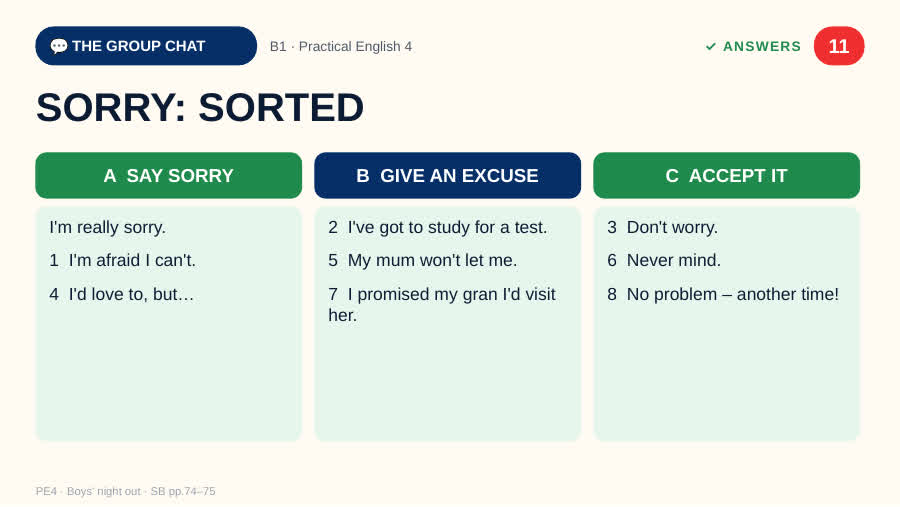 💬 THE GROUP CHAT
B1 · Practical English 4
✓ ANSWERS
11
SORRY: SORTED
A SAY SORRY
I'm really sorry.
1 I'm afraid I can't.
4 I'd love to, but…
B GIVE AN EXCUSE
2 I've got to study for a test.
5 My mum won't let me.
7 I promised my gran I'd visit
her.
C ACCEPT IT
3 Don't worry.
6 Never mind.
8 No problem – another time!
PE4 · Boys' night out · SB pp.74–75